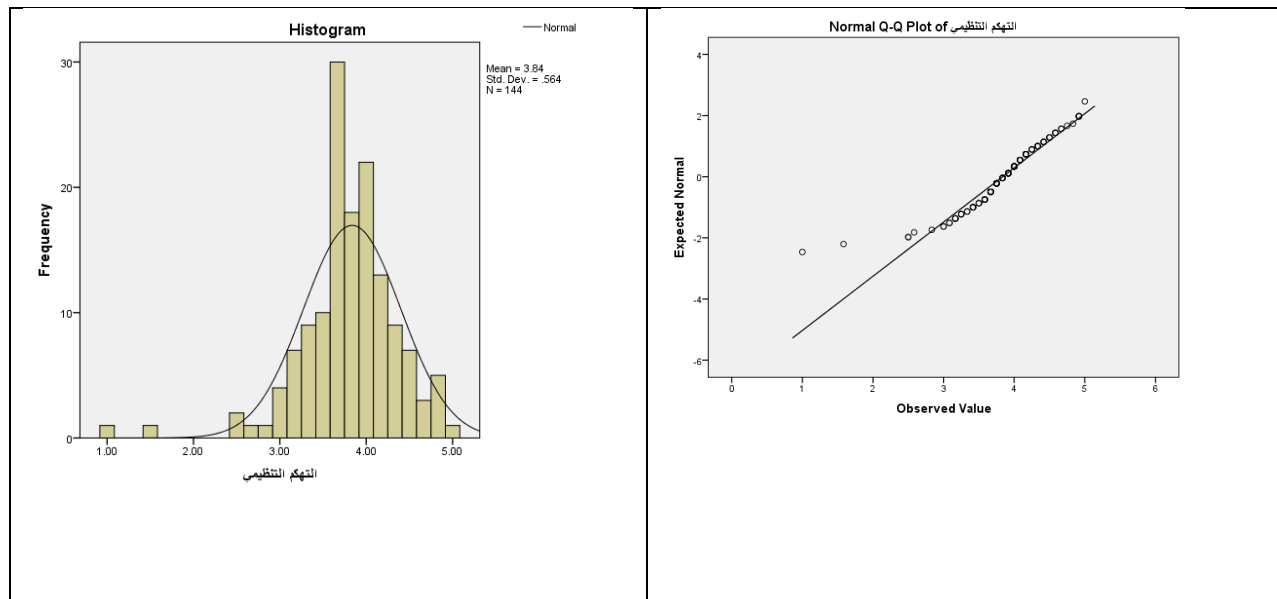 Histogram
Normal
Mean = 3.84
Std. Dev. = .564
N = 144
Frequency
30
20
10
0
1.00 2.00 3.00 4.00 5.00
التهكم التنظيمي
Normal Q-Q Plot of التهكم التنظيمي
Expected Normal
4
2
0
-2
-4
-6
0 1 2 3 4 5 6
Observed Value